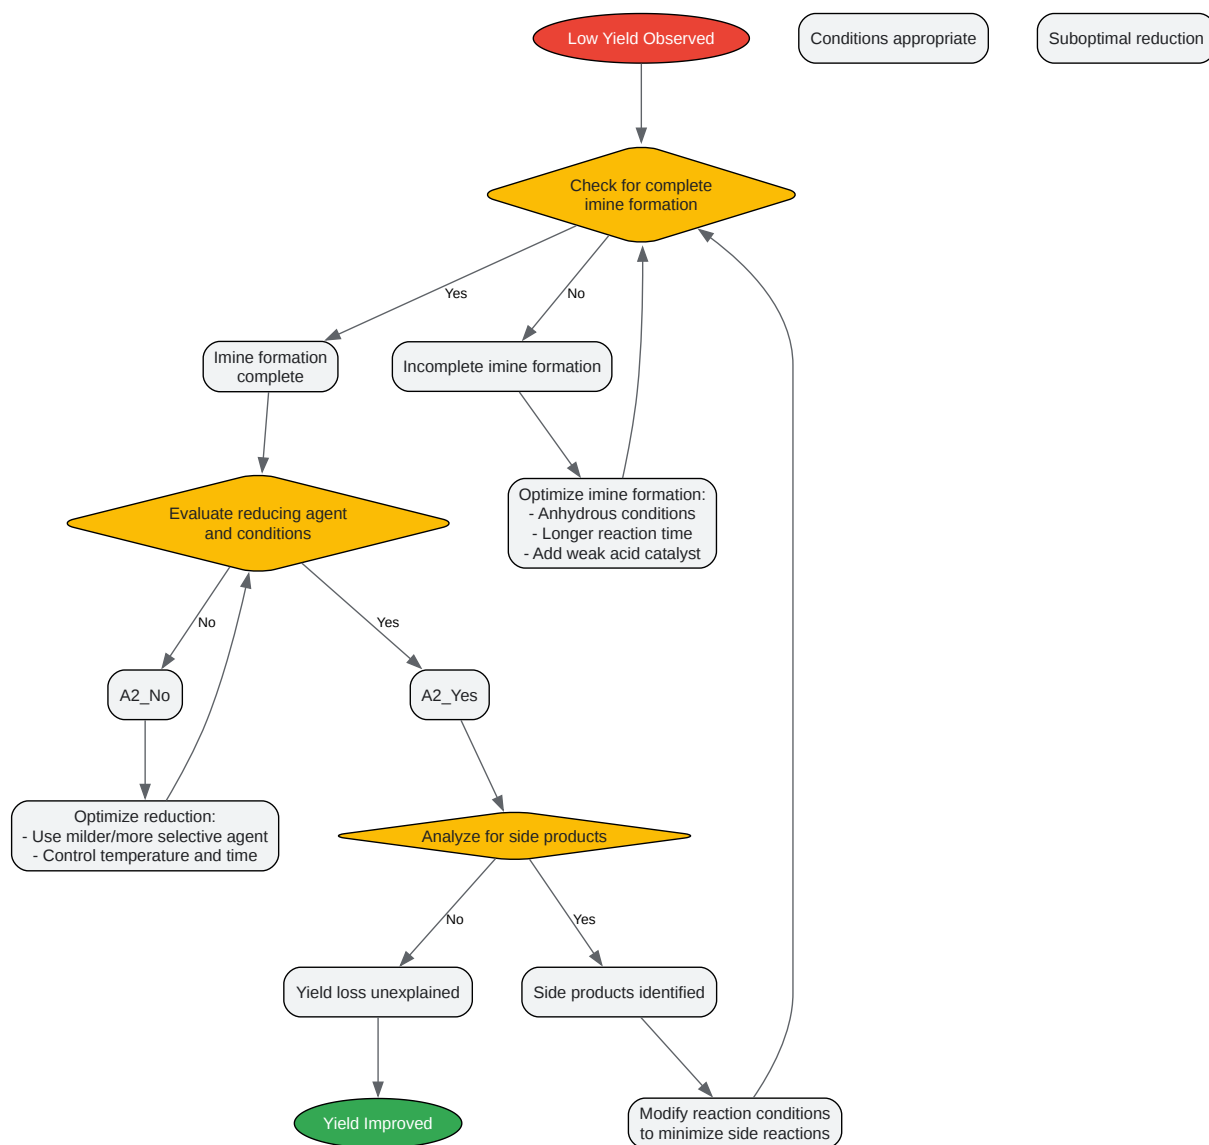 Low Yield Observed
Conditions appropriate
Suboptimal reduction
Check for complete
imine formation
Yes
No
Imine formation
complete
Incomplete imine formation
Optimize imine formation:
- Anhydrous conditions
- Longer reaction time
- Add weak acid catalyst
Evaluate reducing agent
and conditions
No
Yes
A2_No
A2_Yes
Optimize reduction:
- Use milder/more selective agent
- Control temperature and time
Analyze for side products
No
Yes
Yield loss unexplained
Side products identified
Yield Improved
Modify reaction conditions
to minimize side reactions